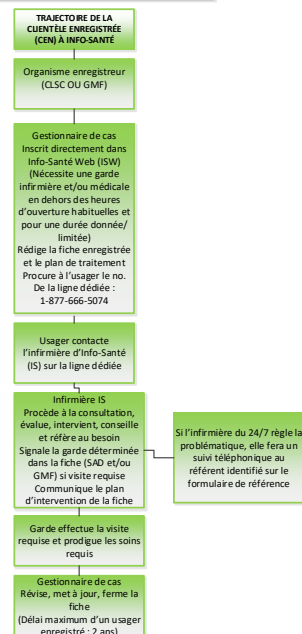 TRAJECTOIRE DE LA
CLIENTÈLE ENREGISTRÉE
(CEN) À INFO-SANTÉ
Organisme enregistreur
(CLSC OU GMF)
Gestionnaire de cas
Inscrit directement dans
Info-Santé Web (ISW)
(Nécessite une garde
infirmière et/ou médicale
en dehors des heures
d'ouverture habituelles et
pour une durée donnée/
limitée)
Rédige la fiche enregistrée
et le plan de traitement
Procure à l'usager le no.
De la ligne dédiée :
1-877-666-5074
Usager contacte
l'infirmière d'Info-Santé
(IS) sur la ligne dédiée
Infirmière IS
Procède à la consultation,
évalue, intervient, conseille
et réfère au besoin
Signale la garde déterminée
dans la fiche (SAD et/ou
GMF) si visite requise
Communique le plan
d'intervention de la fiche
Si l'infirmière du 24/7 règle la
problématique, elle fera un
suivi téléphonique au
référent identifié sur le
formulaire de référence
Garde effectue la visite
requise et prodigue les soins
requis
Gestionnaire de cas
Révise, met à jour, ferme la
fiche
(Délai maximum d'un usager
enregistré : 2 ans)